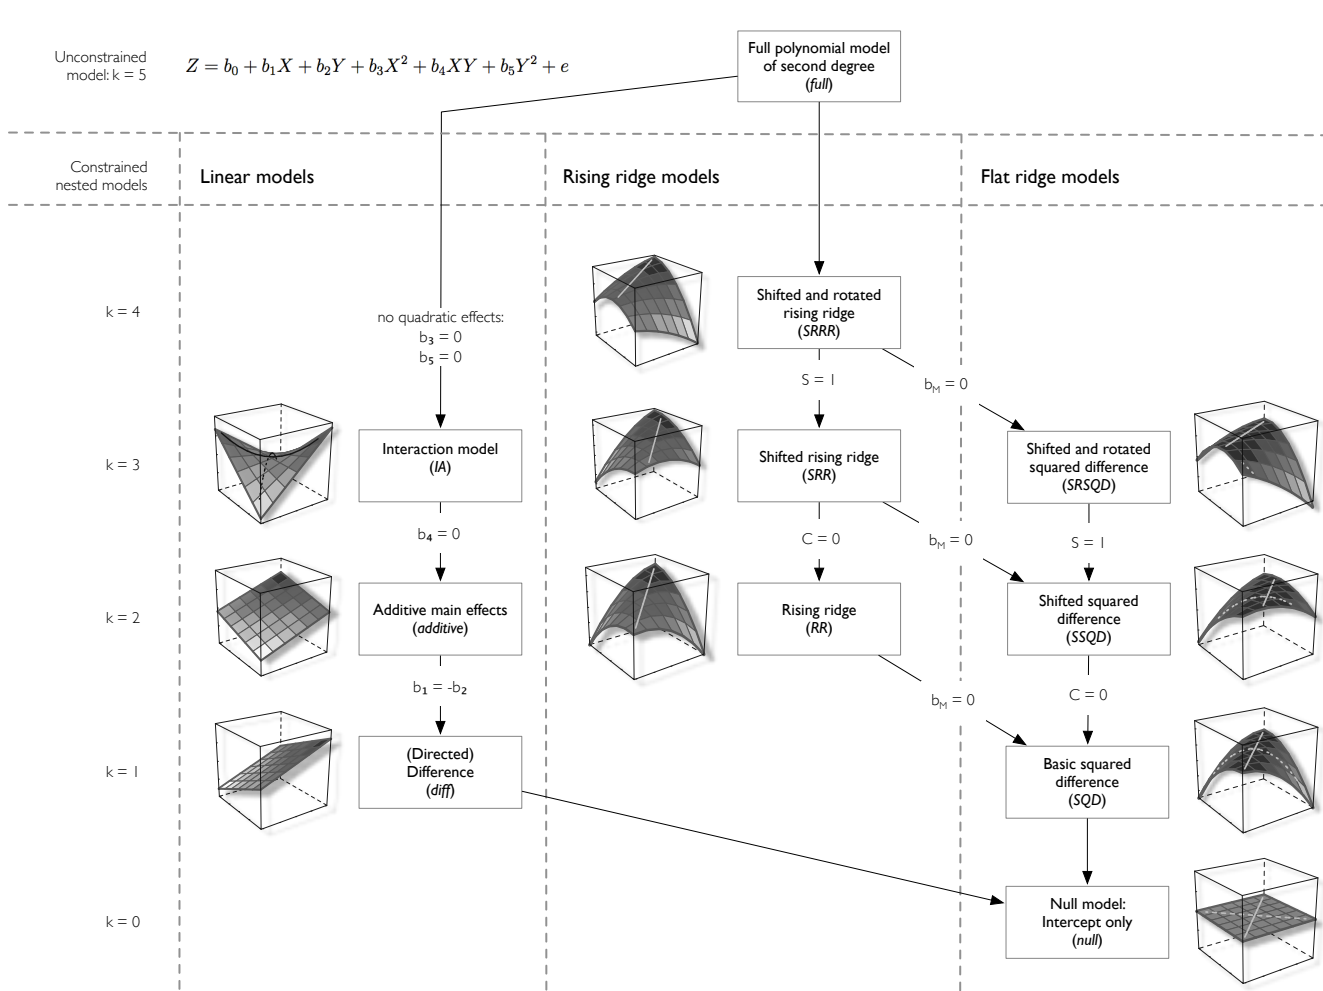 Unconstrained
model: k = 5
Z = b₀ + b₁X + b₂Y + b₃X² + b₄XY + b₅Y² + e
Full polynomial model
of second degree
(full)
Constrained
nested models
Linear models
Rising ridge models
Flat ridge models
k = 4
no quadratic effects:
b₃ = 0
b₅ = 0
Shifted and rotated
rising ridge
(SRRR)
S = 1
b_M = 0
k = 3
Interaction model
(IA)
Shifted rising ridge
(SRR)
Shifted and rotated
squared difference
(SRSQD)
b₄ = 0
C = 0
b_M = 0
S = 1
k = 2
Additive main effects
(additive)
Rising ridge
(RR)
Shifted squared
difference
(SSQD)
b₁ = -b₂
b_M = 0
C = 0
k = 1
(Directed)
Difference
(diff)
Basic squared
difference
(SQD)
k = 0
Null model:
Intercept only
(null)